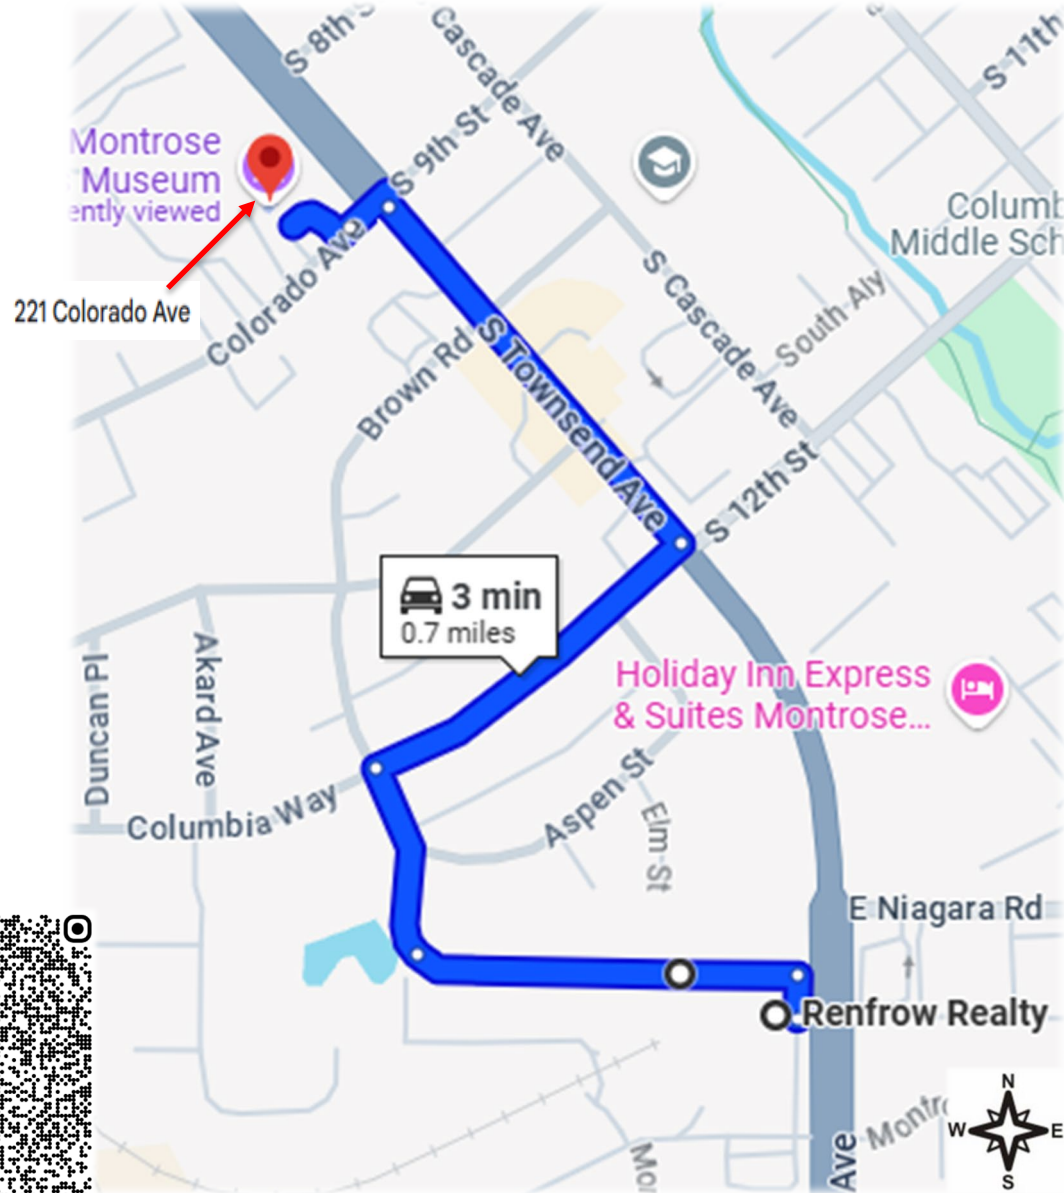 S 8th S
Cascade Ave
S 11th
S 9th St
Montrose
Museum
ently viewed
Columb
Middle Sch
221 Colorado Ave
Colorado Ave
S Cascade Ave
South Aly
Brown Rd
S Townsend Ave
S 12th St
3 min
0.7 miles
Duncan Pl
Akard Ave
Holiday Inn Express
& Suites Montrose...
Columbia Way
Aspen St
Elm St
E Niagara Rd
Renfrow Realty
N
W E
S
Montr
Ave